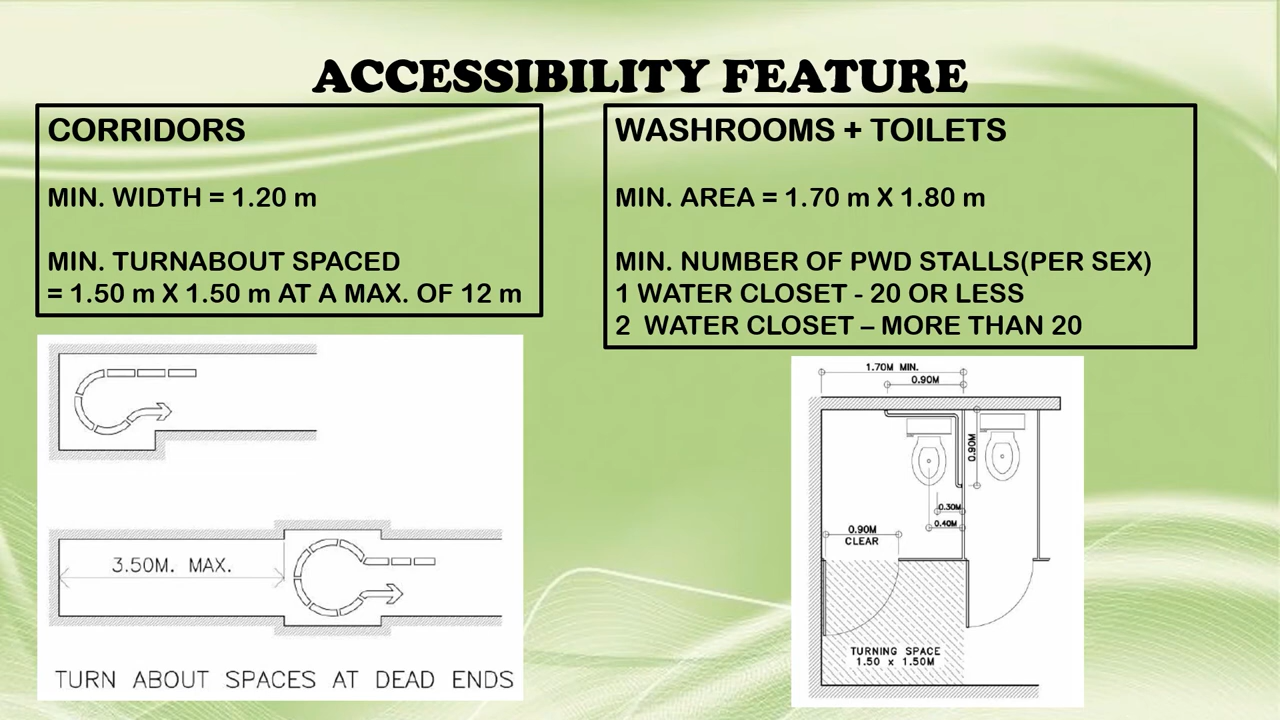 ACCESSIBILITY FEATURE
CORRIDORS
MIN. WIDTH = 1.20 m
MIN. TURNABOUT SPACED
= 1.50 m X 1.50 m AT A MAX. OF 12 m
WASHROOMS + TOILETS
MIN. AREA = 1.70 m X 1.80 m
MIN. NUMBER OF PWD STALLS(PER SEX)
1 WATER CLOSET - 20 OR LESS
2 WATER CLOSET – MORE THAN 20
3.50M. MAX.
TURN ABOUT SPACES AT DEAD ENDS
1.70M MIN.
0.90M
0.90M
0.30M
0.40M
0.90M
CLEAR
TURNING SPACE
1.50 x 1.50M